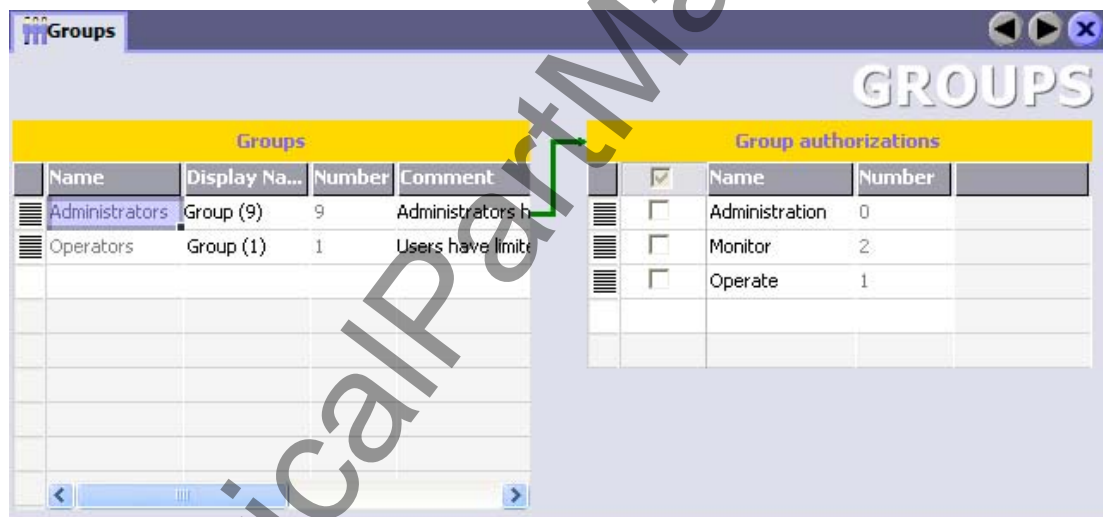 Groups
GROUPS
Groups
Name Display Na... Number Comment
Administrators Group (9) 9 Administrators h
Operators Group (1) 1 Users have limite
Group authorizations
Name Number
Administration 0
Monitor 2
Operate 1